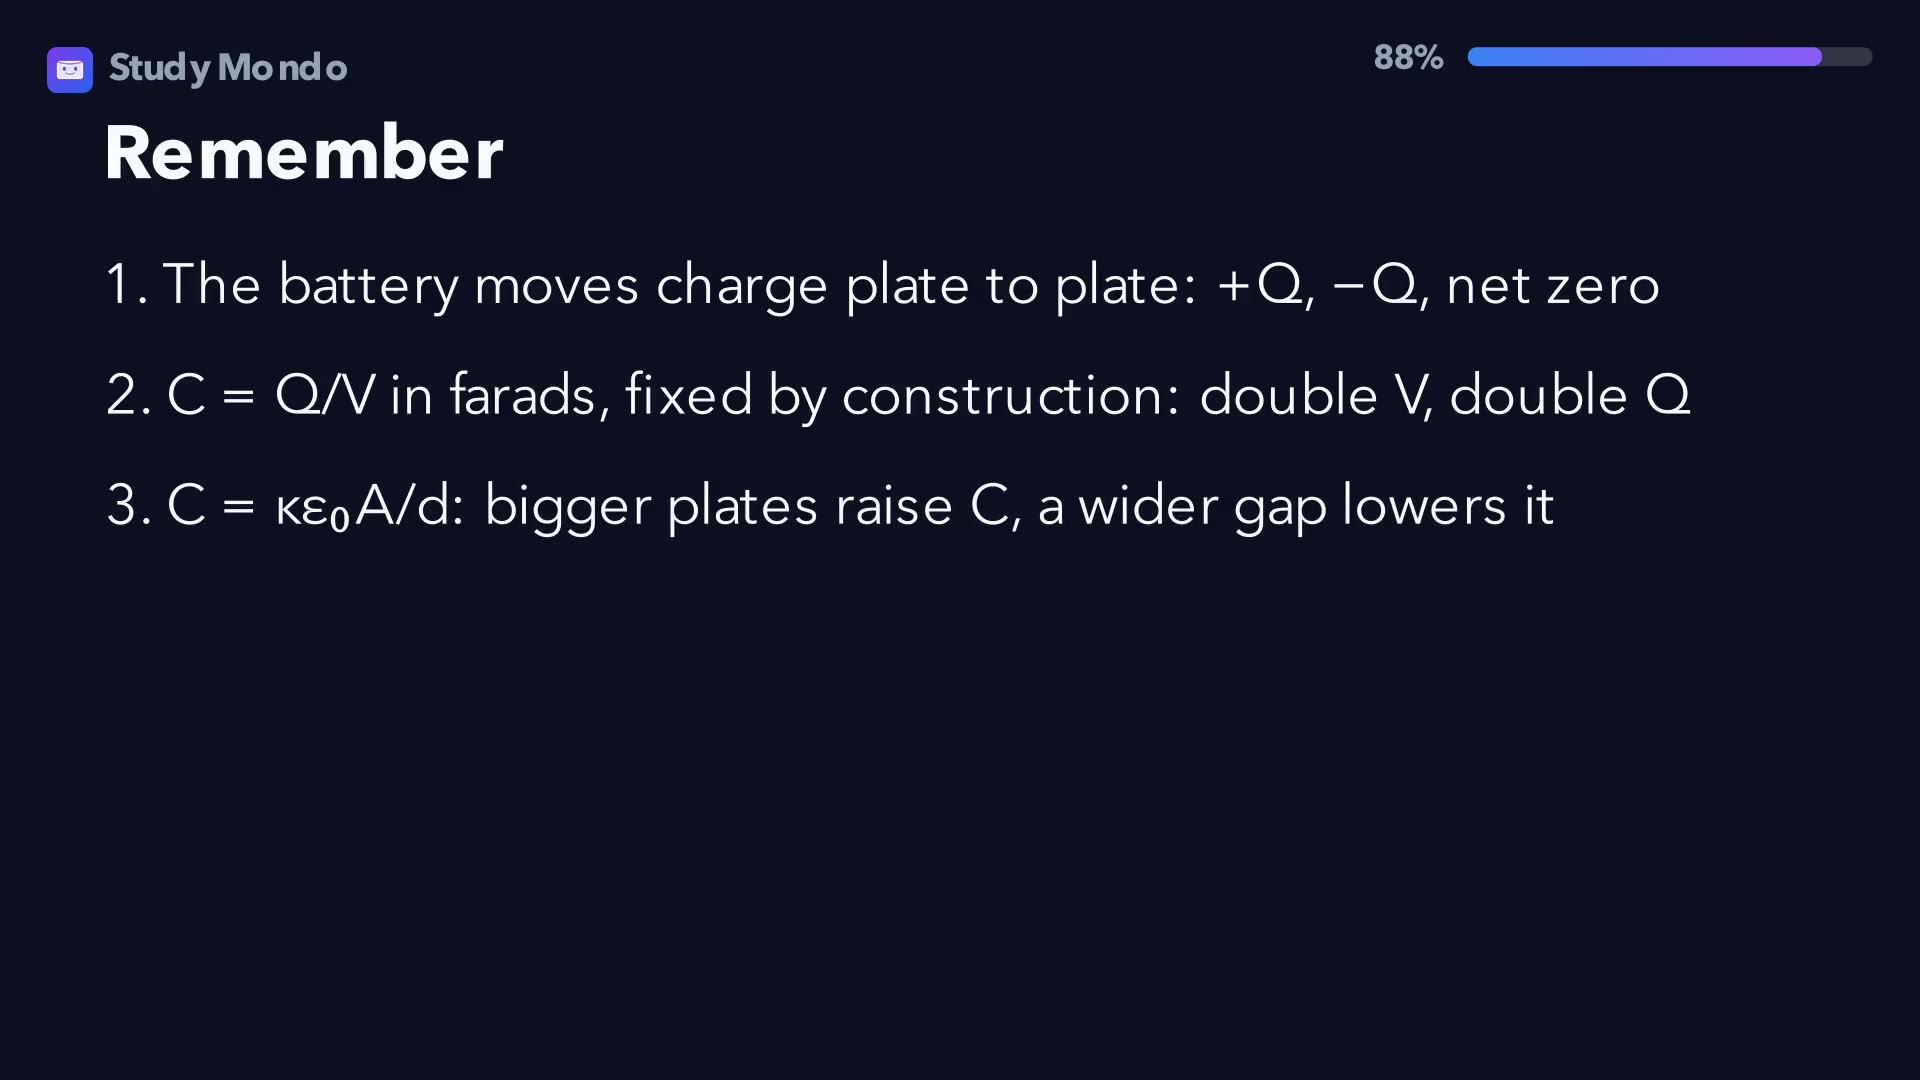 Study Mondo
88%
Remember
1. The battery moves charge plate to plate: +Q, −Q, net zero
2. C = Q/V in farads, fixed by construction: double V, double Q
3. C = κε₀A/d: bigger plates raise C, a wider gap lowers it